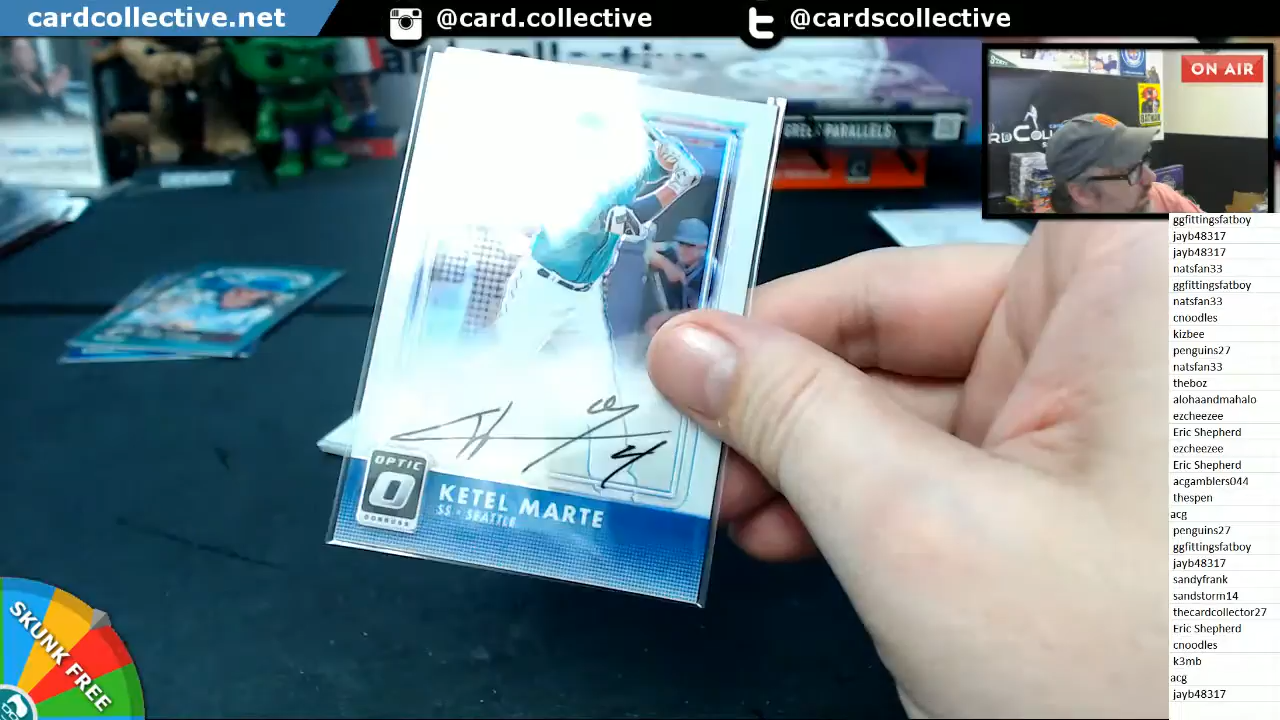 cardcollective.net
@card.collective
@cardscollective
ON AIR
GREEN PARALLELS
BATMAN
OPTIC
DONRUSS
KETEL MARTE
SS · SEATTLE
SKUNK FREE
ggfittingsfatboy
jayb48317
jayb48317
natsfan33
ggfittingsfatboy
natsfan33
cnoodles
kizbee
penguins27
natsfan33
theboz
alohaandmahalo
ezcheezee
Eric Shepherd
ezcheezee
Eric Shepherd
acgamblers044
thespen
acg
penguins27
ggfittingsfatboy
jayb48317
sandyfrank
sandstorm14
thecardcollector27
Eric Shepherd
cnoodles
k3mb
acg
jayb48317